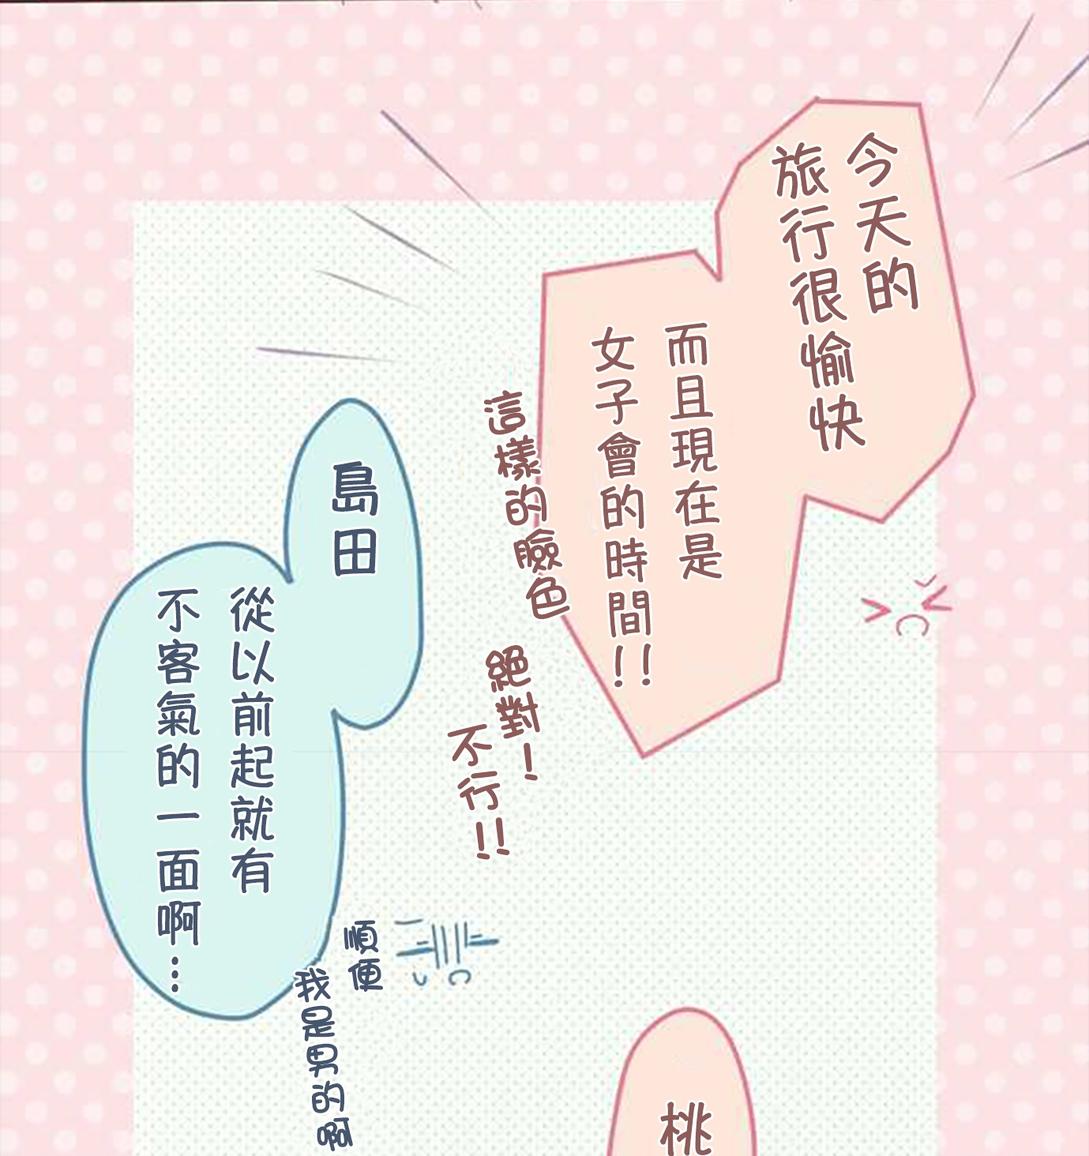 今天的
旅行很愉快
而且現在是
女子會的時間!!
這樣的臉色
絕對!
不行!!
島田
從以前起就有
不客氣的一面啊…
順便
我是男的啊
桃